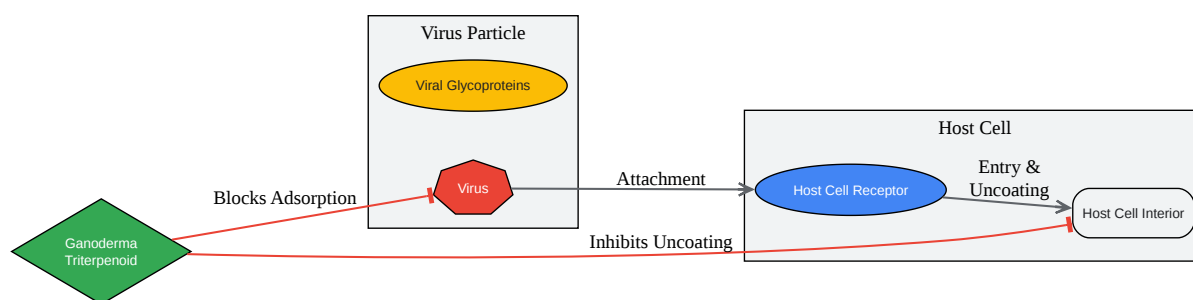 Virus Particle
Viral Glycoproteins
Host Cell
Virus
Attachment
Host Cell Receptor
Entry &
Uncoating
Host Cell Interior
Blocks Adsorption
Ganoderma
Triterpenoid
Inhibits Uncoating